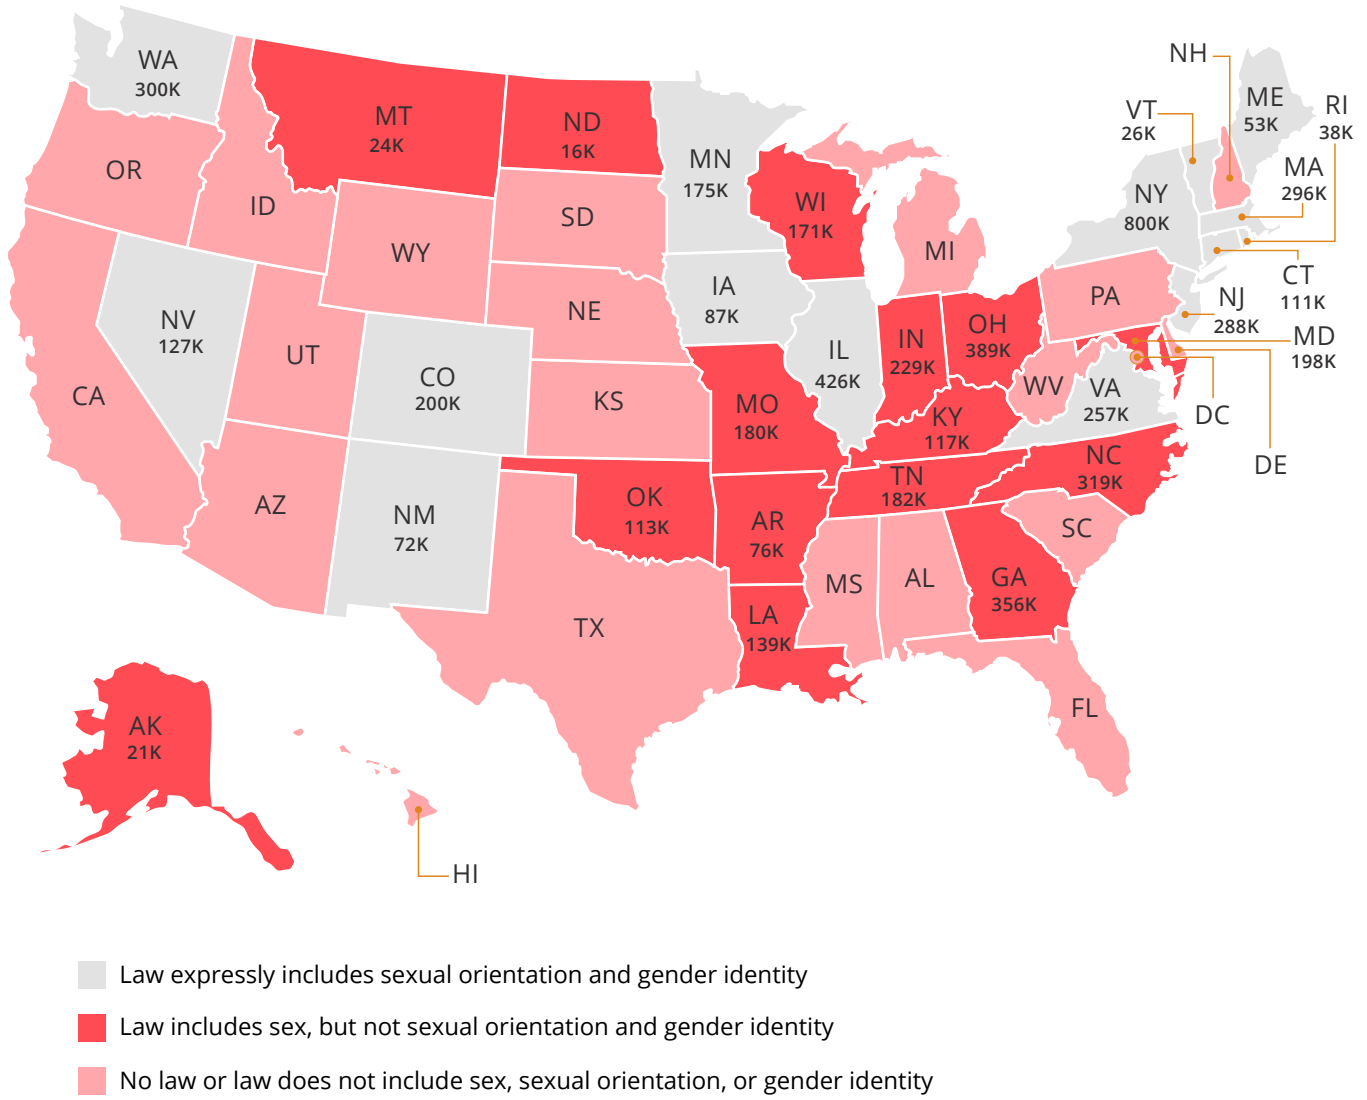 NH
WA
300K
ME
53K
RI
38K
VT
26K
MT
24K
ND
16K
MN
175K
MA
296K
OR
ID
SD
WI
171K
NY
800K
WY
MI
CT
111K
IA
87K
PA
NE
NJ
288K
NV
127K
OH
389K
MD
198K
UT
IL
426K
IN
229K
CO
200K
WV
VA
257K
CA
KS
MO
180K
KY
117K
DC
DE
NC
319K
TN
182K
AZ
OK
113K
NM
72K
AR
76K
SC
MS
AL
GA
356K
TX
LA
139K
FL
AK
21K
HI
Law expressly includes sexual orientation and gender identity
Law includes sex, but not sexual orientation and gender identity
No law or law does not include sex, sexual orientation, or gender identity